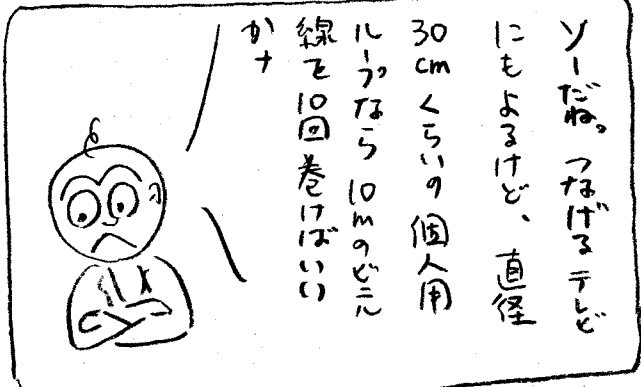 ソーだね。つなげるテレビ
にもよるけど、直径
30cmくらいの個人用
ループなら10mのビニル
線を10回巻けばいい
かナ